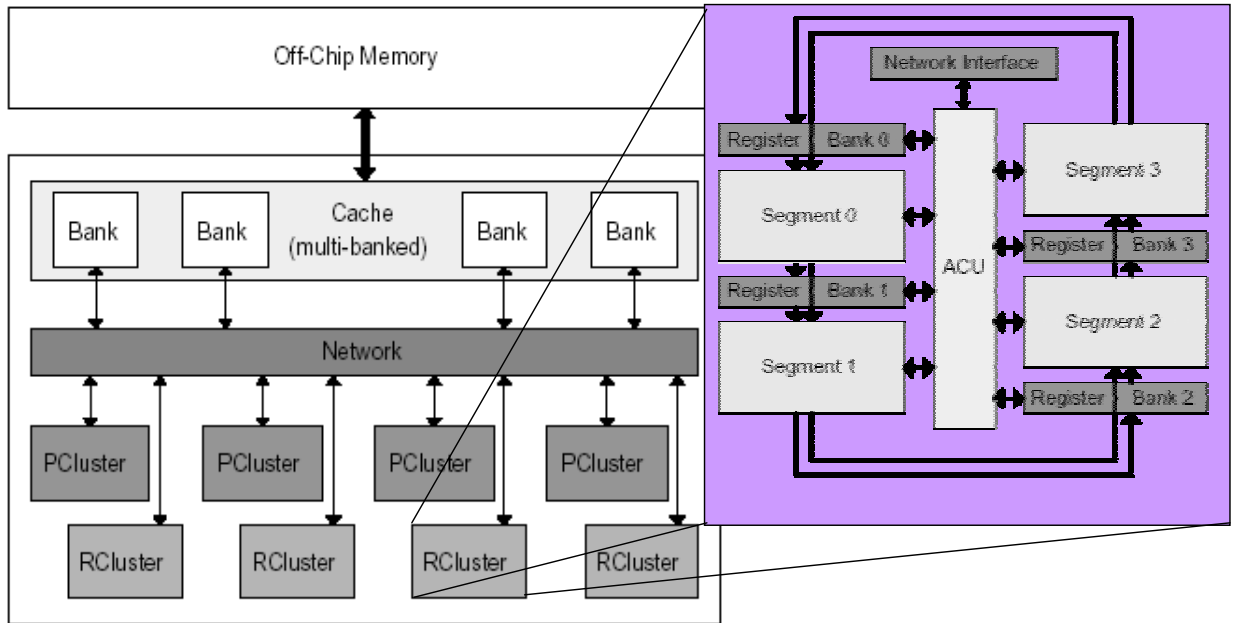 Off-Chip Memory
Bank
Bank
Cache
(multi-banked)
Bank
Bank
Network
PCluster
PCluster
PCluster
PCluster
RCluster
RCluster
RCluster
RCluster
Network Interface
Register Bank 0
Segment 0
Register Bank 1
Segment 1
ACU
Segment 3
Register Bank 3
Segment 2
Register Bank 2